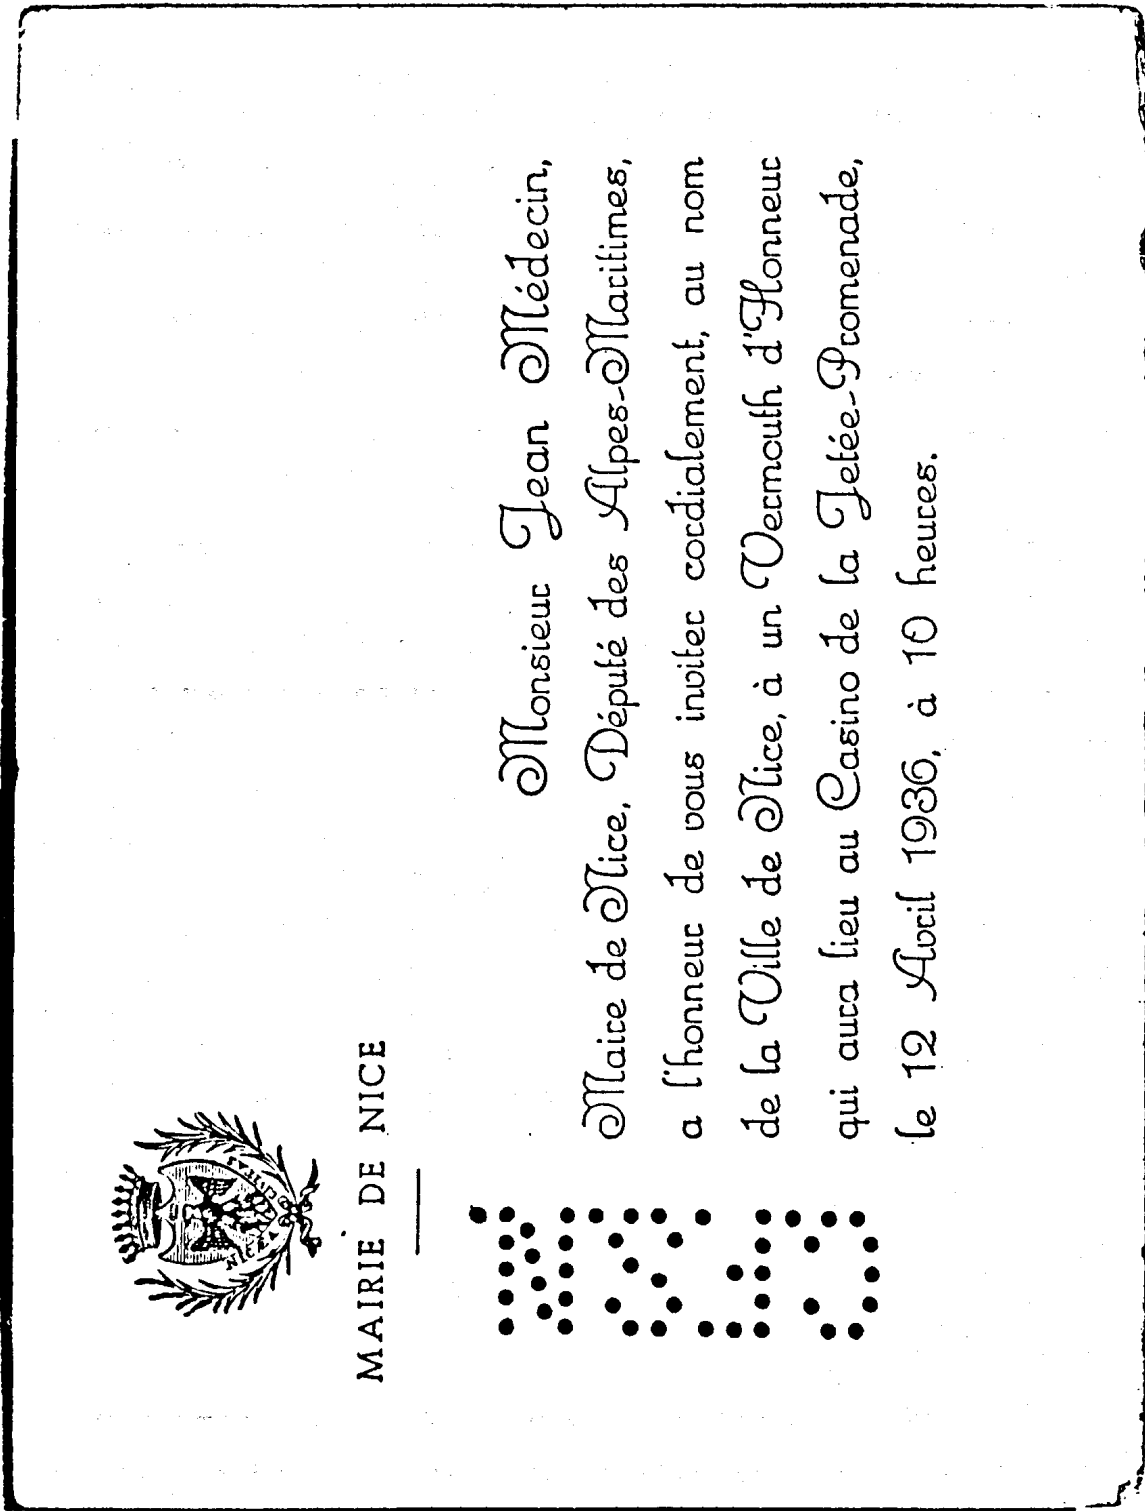 MAIRIE DE NICE
Monsieur Jean Médecin,
Maire de Nice, Député des Alpes-Maritimes,
a l'honneur de vous inviter cordialement, au nom
de la Ville de Nice, à un Vermouth d'Honneur
qui aura lieu au Casino de la Jetée-Promenade,
le 12 Avril 1936, à 10 heures.